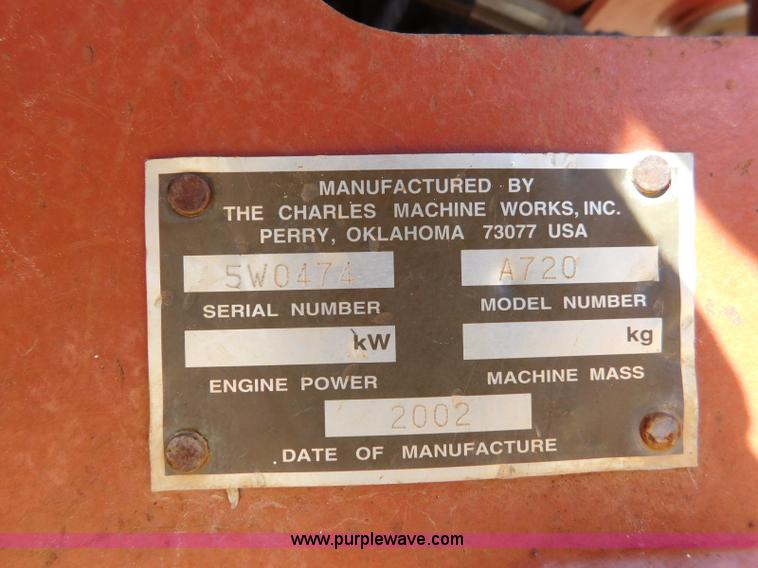 MANUFACTURED BY
THE CHARLES MACHINE WORKS, INC.
PERRY, OKLAHOMA 73077 USA
5W0474 A720
SERIAL NUMBER MODEL NUMBER
kW kg
ENGINE POWER MACHINE MASS
2002
DATE OF MANUFACTURE
www.purplewave.com